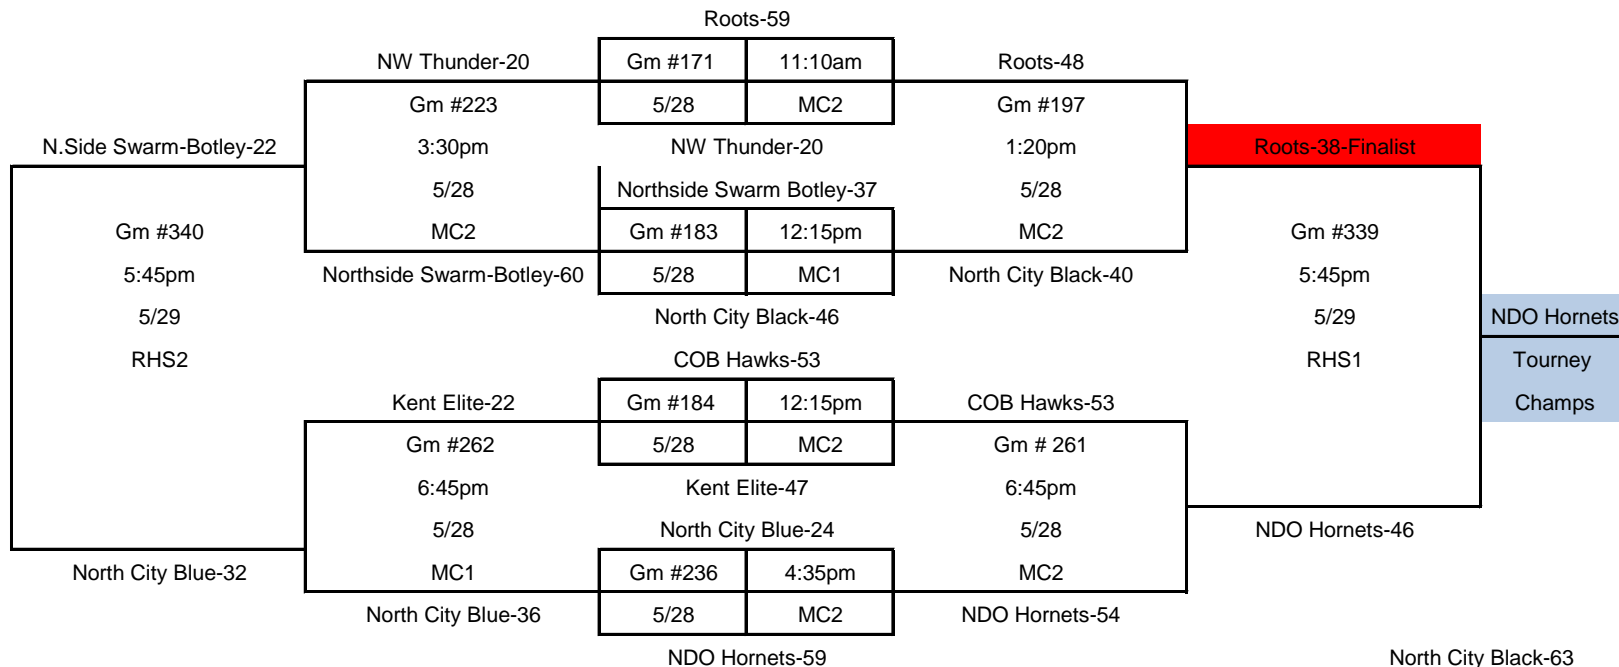 Roots-59
NW Thunder-20 Gm #171 11:10am Roots-48
Gm #223 5/28 MC2 Gm #197
N.Side Swarm-Botley-22 3:30pm NW Thunder-20 1:20pm Roots-38-Finalist
5/28 Northside Swarm Botley-37 5/28
Gm #340 MC2 Gm #183 12:15pm MC2 Gm #339
5:45pm Northside Swarm-Botley-60 5/28 MC1 North City Black-40 5:45pm
5/29 North City Black-46 5/29 NDO Hornets
RHS2 COB Hawks-53 RHS1 Tourney
Kent Elite-22 Gm #184 12:15pm COB Hawks-53 Champs
Gm #262 5/28 MC2 Gm # 261
6:45pm Kent Elite-47 6:45pm
5/28 North City Blue-24 5/28 NDO Hornets-46
North City Blue-32 MC1 Gm #236 4:35pm MC2
North City Blue-36 5/28 MC2 NDO Hornets-54
NDO Hornets-59 North City Black-63